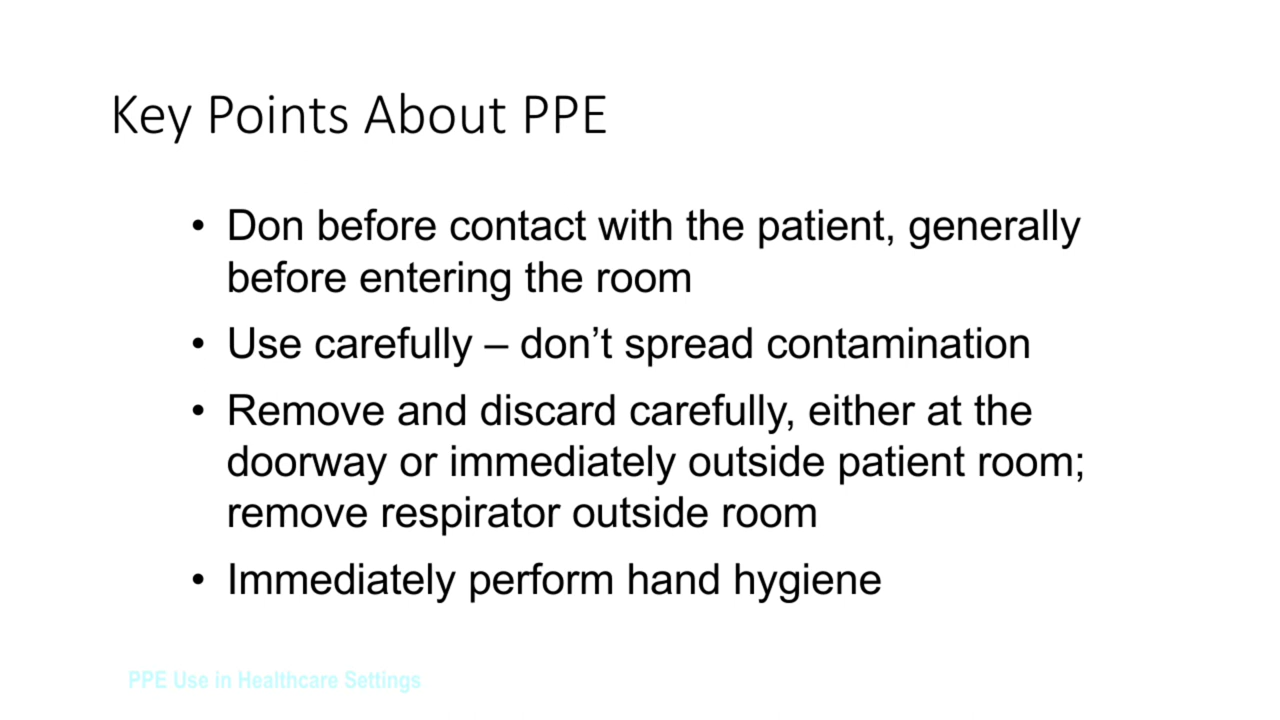 Key Points About PPE
• Don before contact with the patient, generally
before entering the room
• Use carefully – don’t spread contamination
• Remove and discard carefully, either at the
doorway or immediately outside patient room;
remove respirator outside room
• Immediately perform hand hygiene
PPE Use in Healthcare Settings